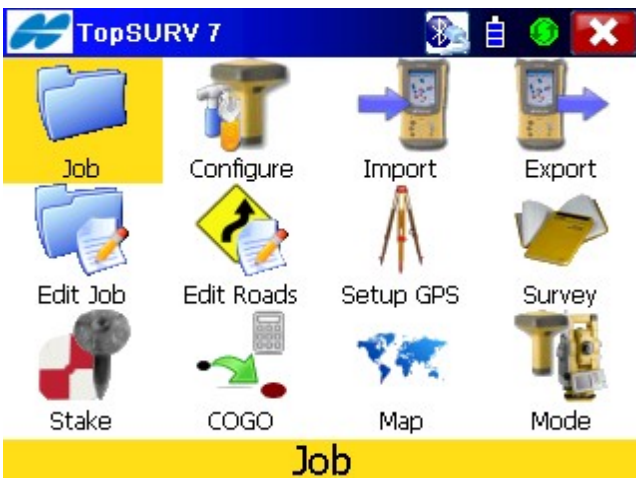 TopSURV 7
Job Configure Import Export
Edit Job Edit Roads Setup GPS Survey
Stake COGO Map Mode
Job